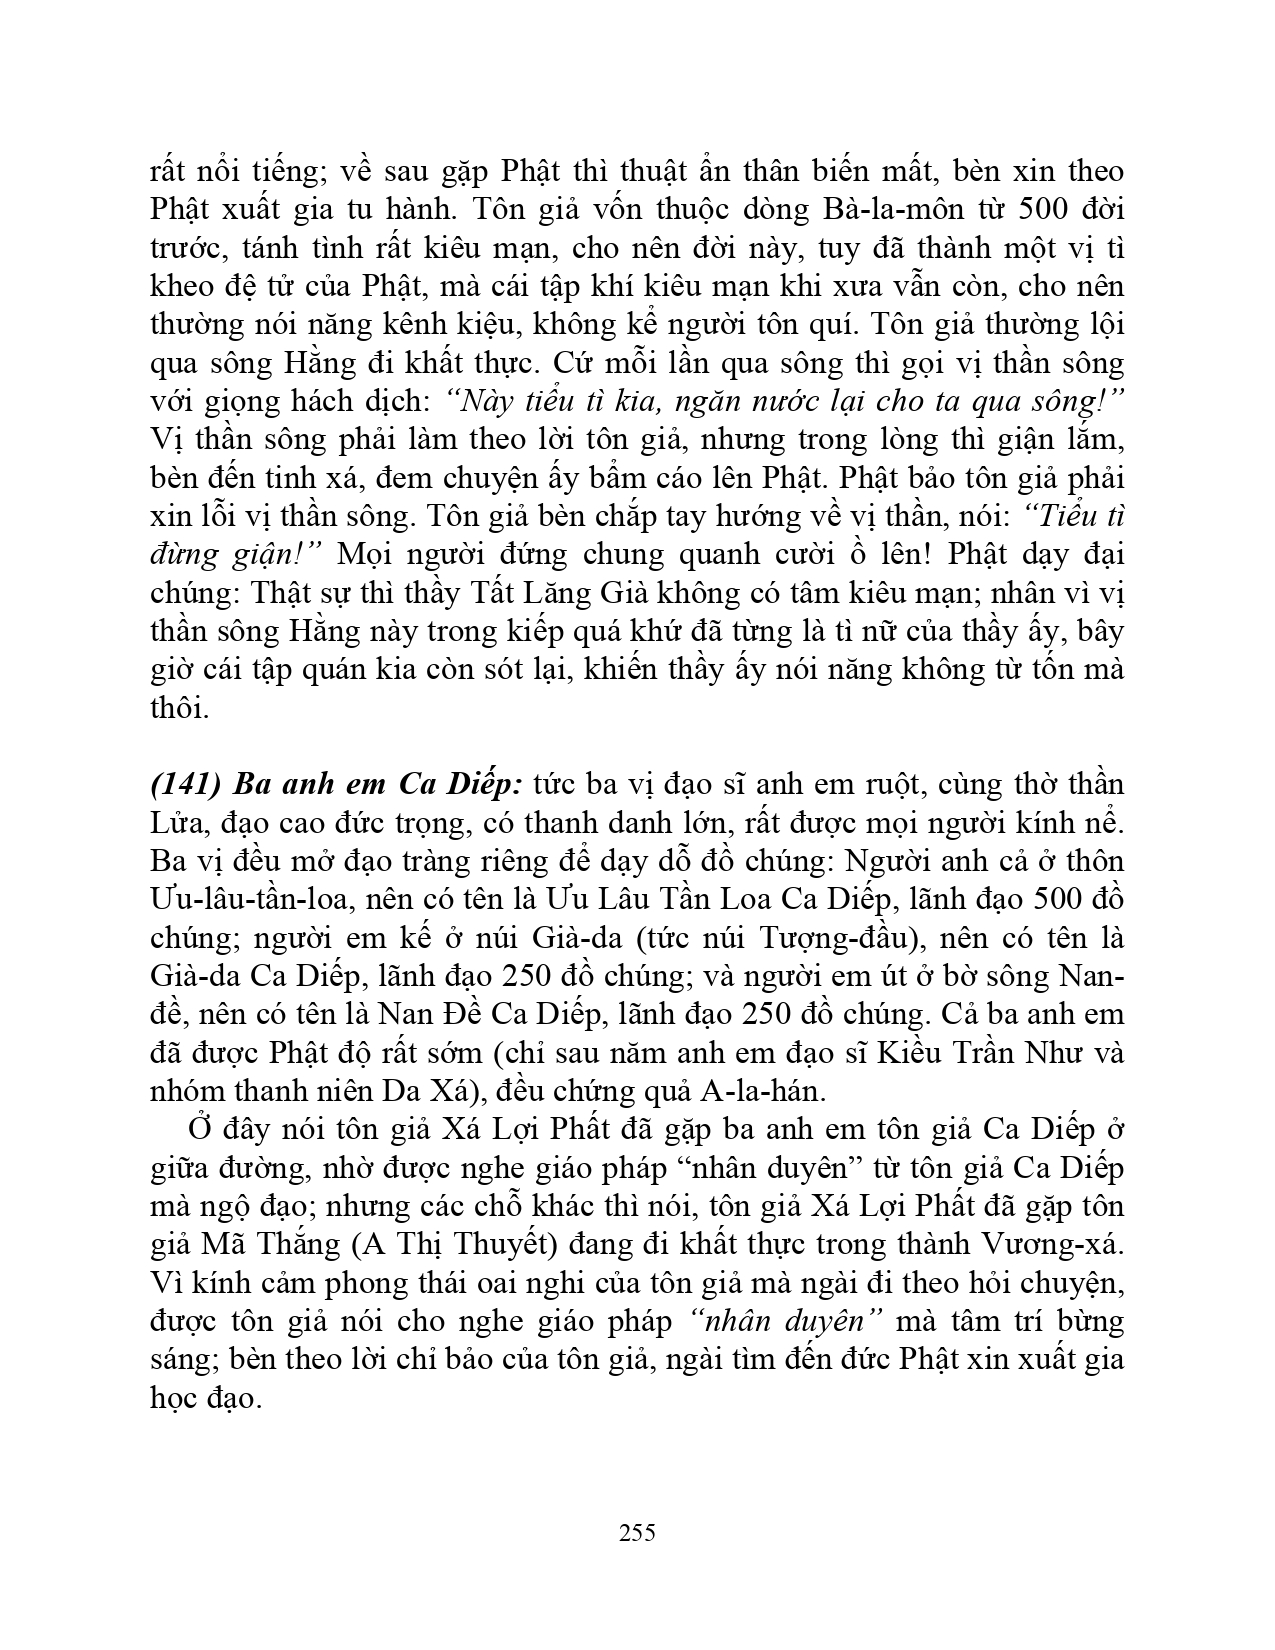 rất nổi tiếng; về sau gặp Phật thì thuật ẩn thân biến mất, bèn xin theo
Phật xuất gia tu hành. Tôn giả vốn thuộc dòng Bà-la-môn từ 500 đời
trước, tánh tình rất kiêu mạn, cho nên đời này, tuy đã thành một vị tì
kheo đệ tử của Phật, mà cái tập khí kiêu mạn khi xưa vẫn còn, cho nên
thường nói năng kênh kiệu, không kể người tôn quí. Tôn giả thường lội
qua sông Hằng đi khất thực. Cứ mỗi lần qua sông thì gọi vị thần sông
với giọng hách dịch: “Này tiểu tì kia, ngăn nước lại cho ta qua sông!”
Vị thần sông phải làm theo lời tôn giả, nhưng trong lòng thì giận lắm,
bèn đến tinh xá, đem chuyện ấy bẩm cáo lên Phật. Phật bảo tôn giả phải
xin lỗi vị thần sông. Tôn giả bèn chắp tay hướng về vị thần, nói: “Tiểu tì
đừng giận!” Mọi người đứng chung quanh cười ồ lên! Phật dạy đại
chúng: Thật sự thì thầy Tất Lăng Già không có tâm kiêu mạn; nhân vì vị
thần sông Hằng này trong kiếp quá khứ đã từng là tì nữ của thầy ấy, bây
giờ cái tập quán kia còn sót lại, khiến thầy ấy nói năng không từ tốn mà
thôi.
(141) Ba anh em Ca Diếp: tức ba vị đạo sĩ anh em ruột, cùng thờ thần
Lửa, đạo cao đức trọng, có thanh danh lớn, rất được mọi người kính nể.
Ba vị đều mở đạo tràng riêng để dạy dỗ đồ chúng: Người anh cả ở thôn
Ưu-lâu-tần-loa, nên có tên là Ưu Lâu Tần Loa Ca Diếp, lãnh đạo 500 đồ
chúng; người em kế ở núi Già-da (tức núi Tượng-đầu), nên có tên là
Già-da Ca Diếp, lãnh đạo 250 đồ chúng; và người em út ở bờ sông Nan-
đề, nên có tên là Nan Đề Ca Diếp, lãnh đạo 250 đồ chúng. Cả ba anh em
đã được Phật độ rất sớm (chỉ sau năm anh em đạo sĩ Kiều Trần Như và
nhóm thanh niên Da Xá), đều chứng quả A-la-hán.
Ở đây nói tôn giả Xá Lợi Phất đã gặp ba anh em tôn giả Ca Diếp ở
giữa đường, nhờ được nghe giáo pháp “nhân duyên” từ tôn giả Ca Diếp
mà ngộ đạo; nhưng các chỗ khác thì nói, tôn giả Xá Lợi Phất đã gặp tôn
giả Mã Thắng (A Thị Thuyết) đang đi khất thực trong thành Vương-xá.
Vì kính cảm phong thái oai nghi của tôn giả mà ngài đi theo hỏi chuyện,
được tôn giả nói cho nghe giáo pháp “nhân duyên” mà tâm trí bừng
sáng; bèn theo lời chỉ bảo của tôn giả, ngài tìm đến đức Phật xin xuất gia
học đạo.
255